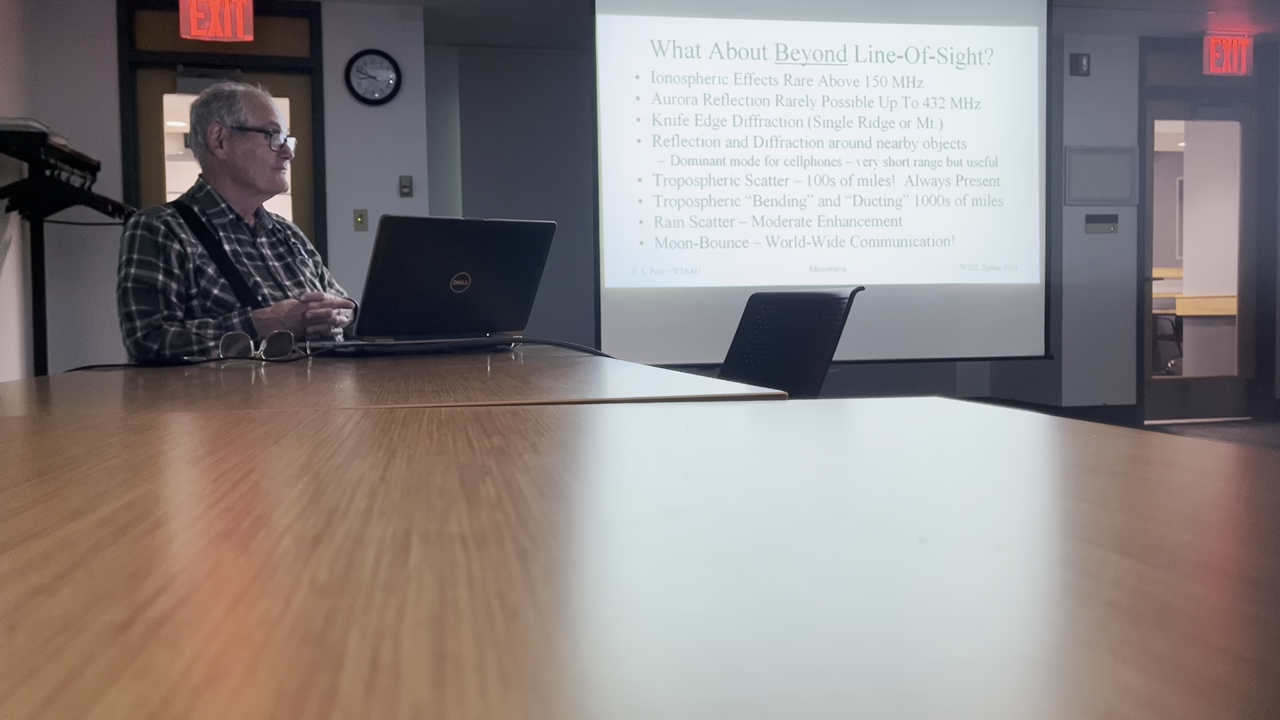 EXIT
EXIT
What About Beyond Line-Of-Sight?
• Ionospheric Effects Rare Above 150 MHz
• Aurora Reflection Rarely Possible Up To 432 MHz
• Knife Edge Diffraction (Single Ridge or Mt.)
• Reflection and Diffraction around nearby objects
– Dominant mode for cellphones – very short range but useful
• Tropospheric Scatter – 100s of miles! Always Present
• Tropospheric “Bending” and “Ducting” 1000s of miles
• Rain Scatter – Moderate Enhancement
• Moon-Bounce – World-Wide Communication!
Spring
DELL